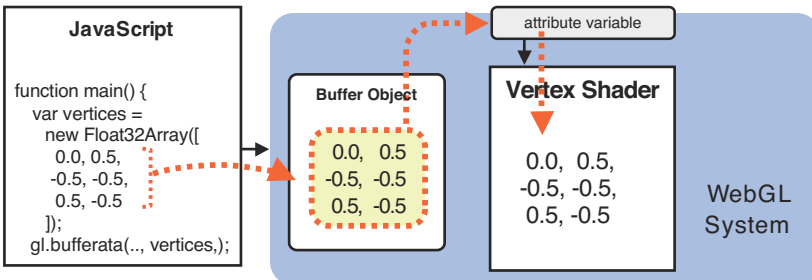 JavaScript
function main() {
var vertices =
new Float32Array([
0.0, 0.5,
-0.5, -0.5,
0.5, -0.5
]);
gl.bufferata(.., vertices,);
Buffer Object
0.0, 0.5
-0.5, -0.5
0.5, -0.5
attribute variable
Vertex Shader
0.0, 0.5,
-0.5, -0.5,
0.5, -0.5
WebGL
System